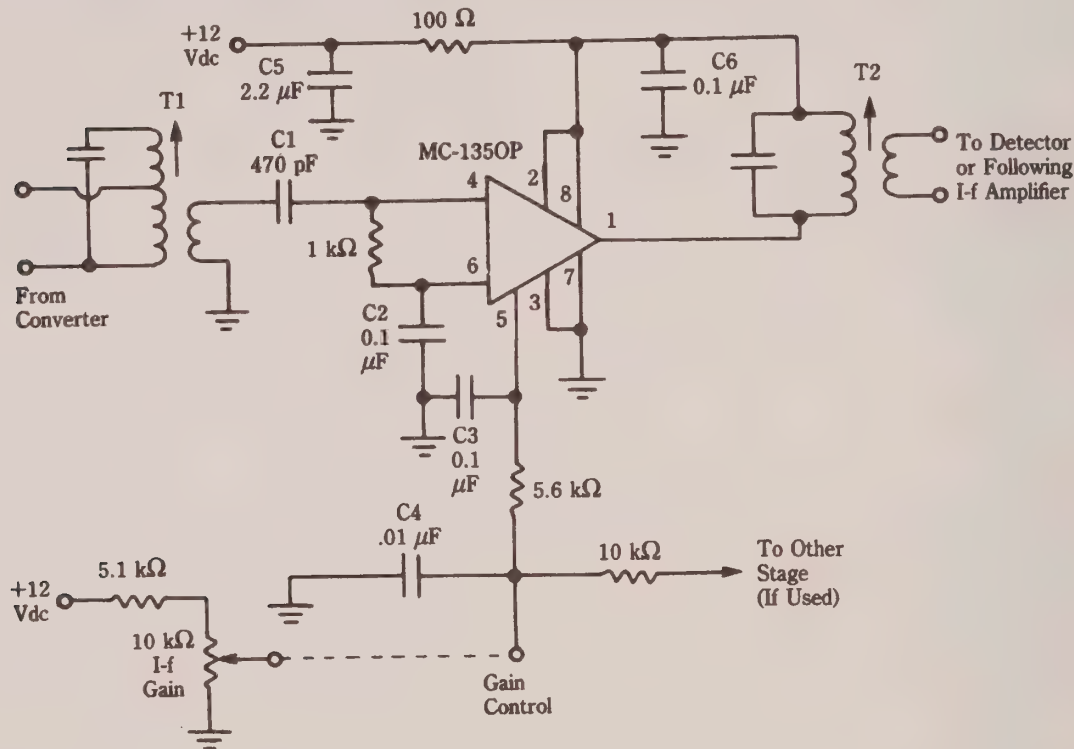 100 Ω
+12
Vdc
C5
2.2 μF
C6
0.1 μF
T2
T1
C1
470 pF
MC-135OP
To Detector
or Following
I-f Amplifier
4
2
8
1
1 kΩ
6
5
3
7
From
Converter
C2
0.1
μF
C3
0.1
μF
5.6 kΩ
C4
.01 μF
10 kΩ
To Other
Stage
(If Used)
5.1 kΩ
+12
Vdc
10 kΩ
I-f
Gain
Gain
Control